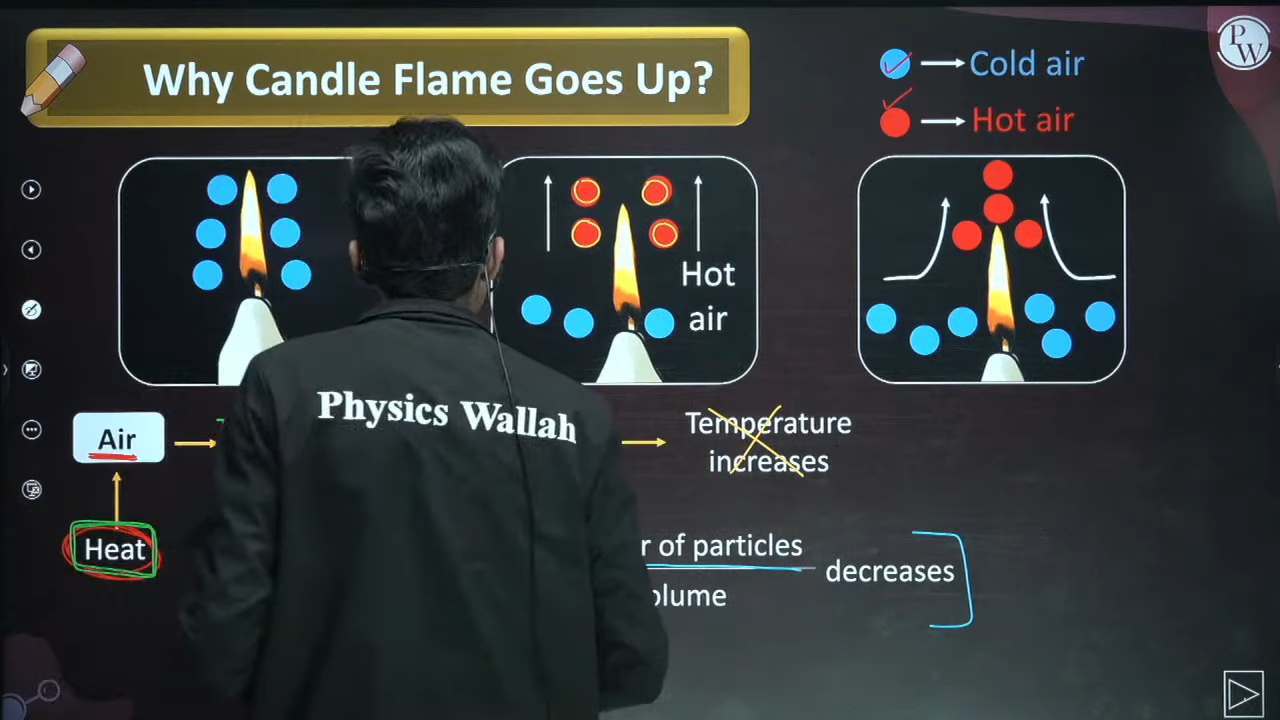 Why Candle Flame Goes Up?
Cold air
Hot air
PW
Hot
air
Physics Wallah
Air
Temperature
increases
Heat
r of particles
decreases
olume